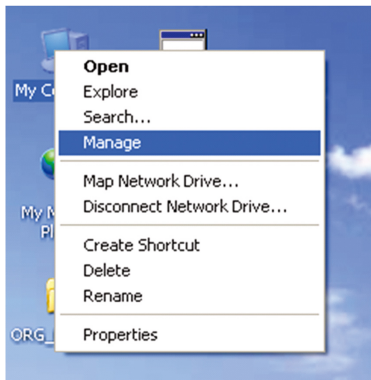 My C
Open
Explore
Search...
Manage
Map Network Drive...
Disconnect Network Drive...
My N
Pl
Create Shortcut
Delete
Rename
ORG_
Properties